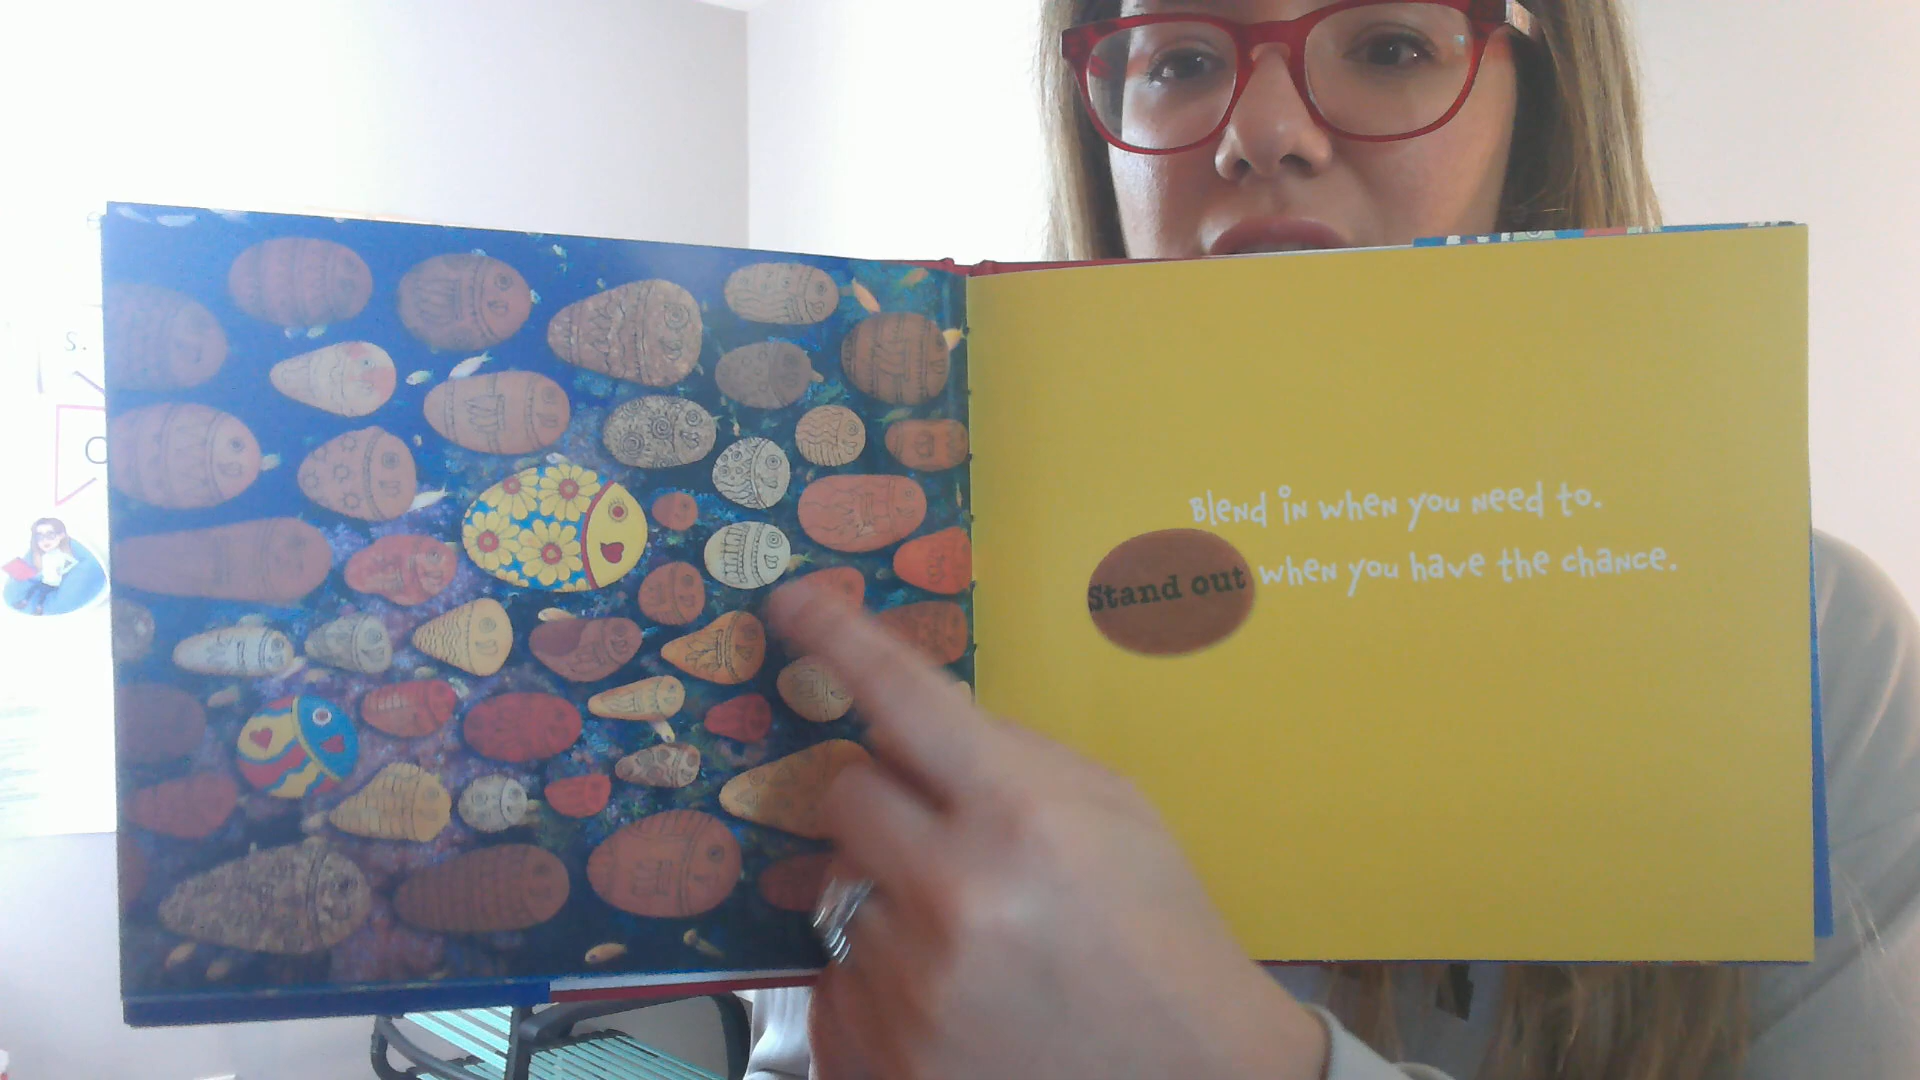 S.
Blend in when you need to.
Stand out when you have the chance.